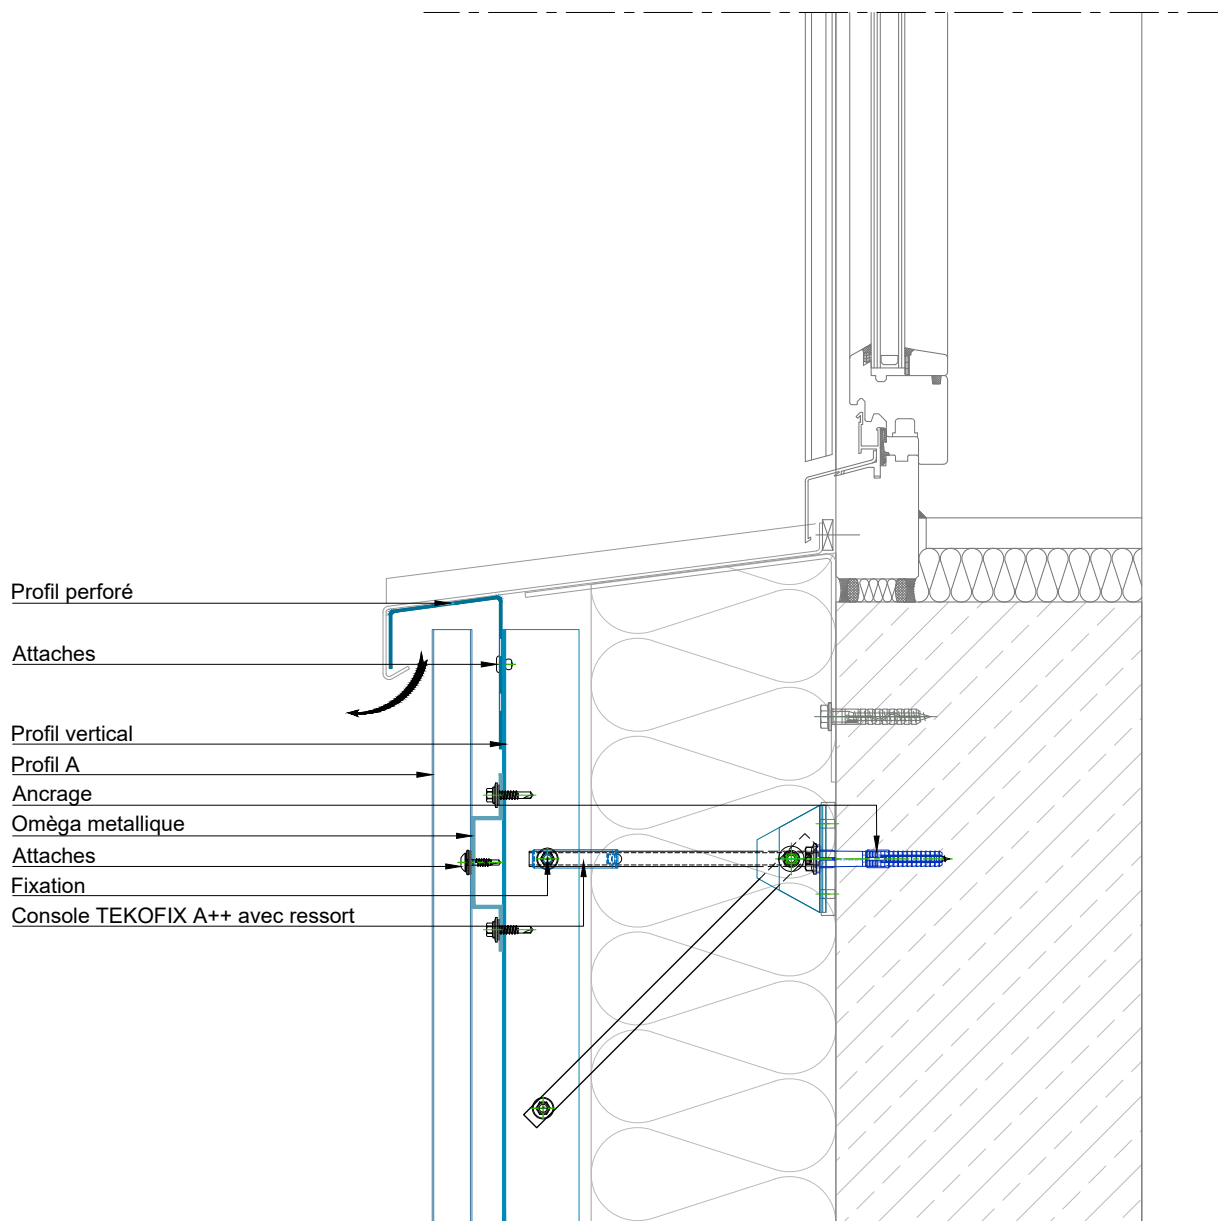 Profil perforé
Attaches
Profil vertical
Profil A
Ancrage
Omèga metallique
Attaches
Fixation
Console TEKOFIX A++ avec ressort